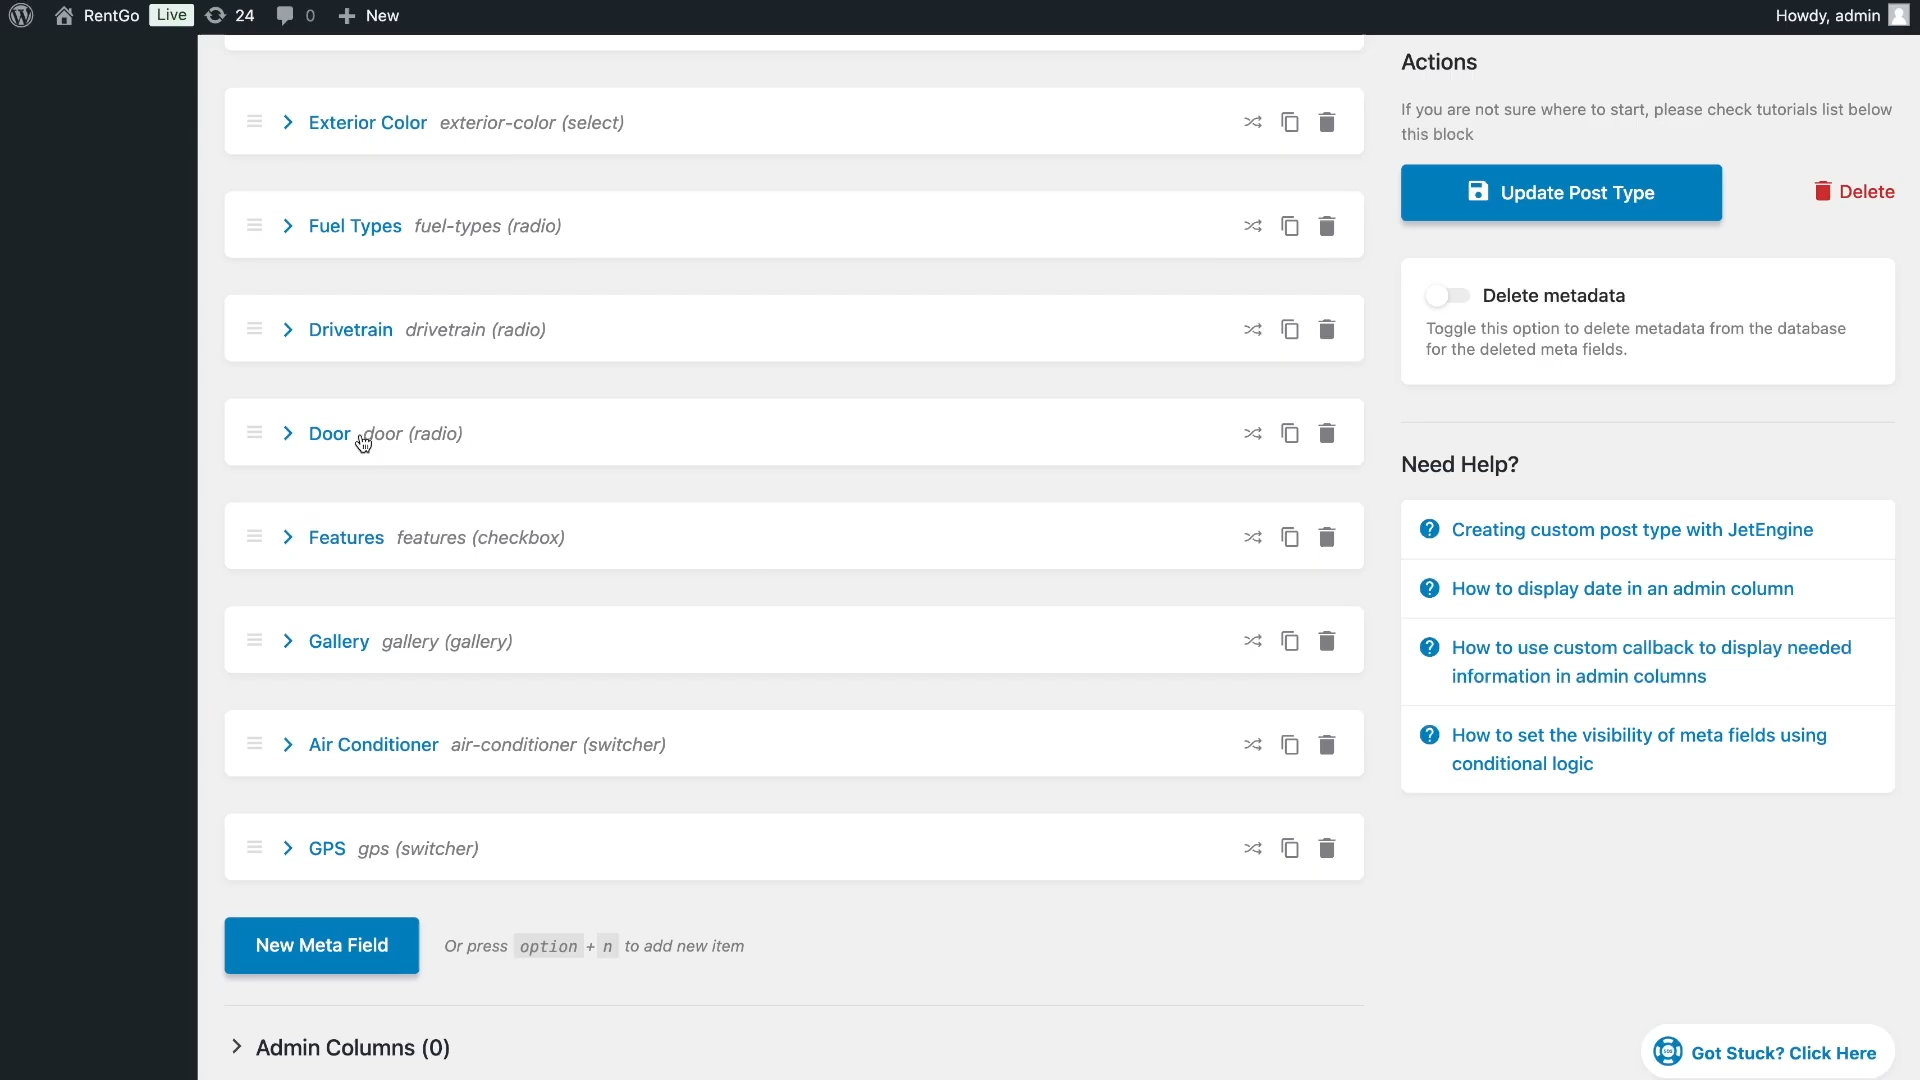 RentGo Live 24 0 New Howdy, admin
Exterior Color exterior-color (select)
Fuel Types fuel-types (radio)
Drivetrain drivetrain (radio)
Door door (radio)
Features features (checkbox)
Gallery gallery (gallery)
Air Conditioner air-conditioner (switcher)
GPS gps (switcher)
New Meta Field Or press option + n to add new item
Admin Columns (0)
Actions
If you are not sure where to start, please check tutorials list below
this block
Update Post Type Delete
Delete metadata
Toggle this option to delete metadata from the database
for the deleted meta fields.
Need Help?
Creating custom post type with JetEngine
How to display date in an admin column
How to use custom callback to display needed
information in admin columns
How to set the visibility of meta fields using
conditional logic
Got Stuck? Click Here